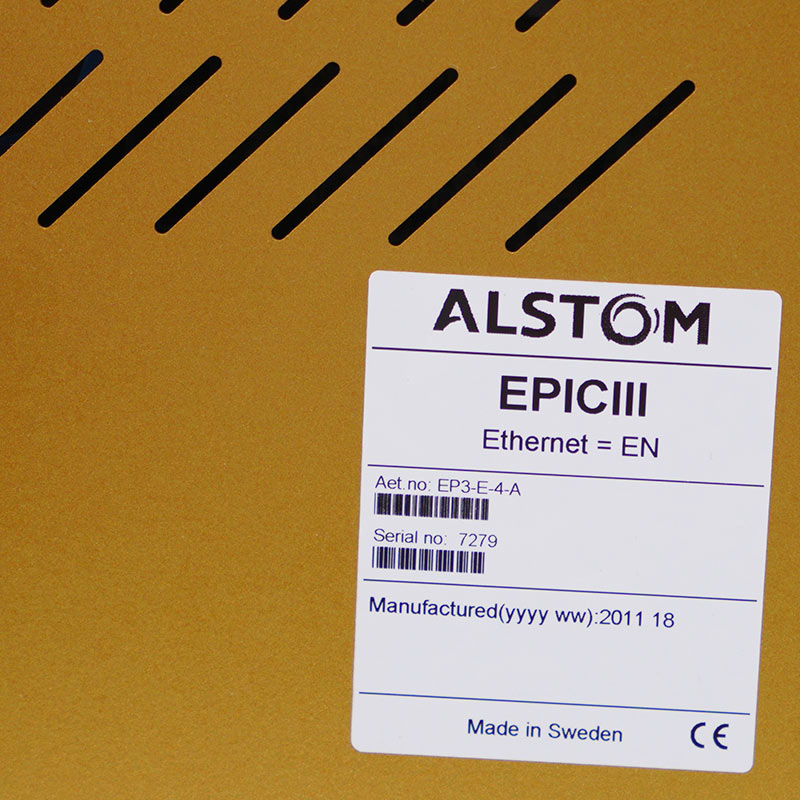 ALSTOM
EPICIII
Ethernet = EN
Aet.no: EP3-E-4-A
Serial no: 7279
Manufactured(yyyy ww):2011 18
Made in Sweden
CE